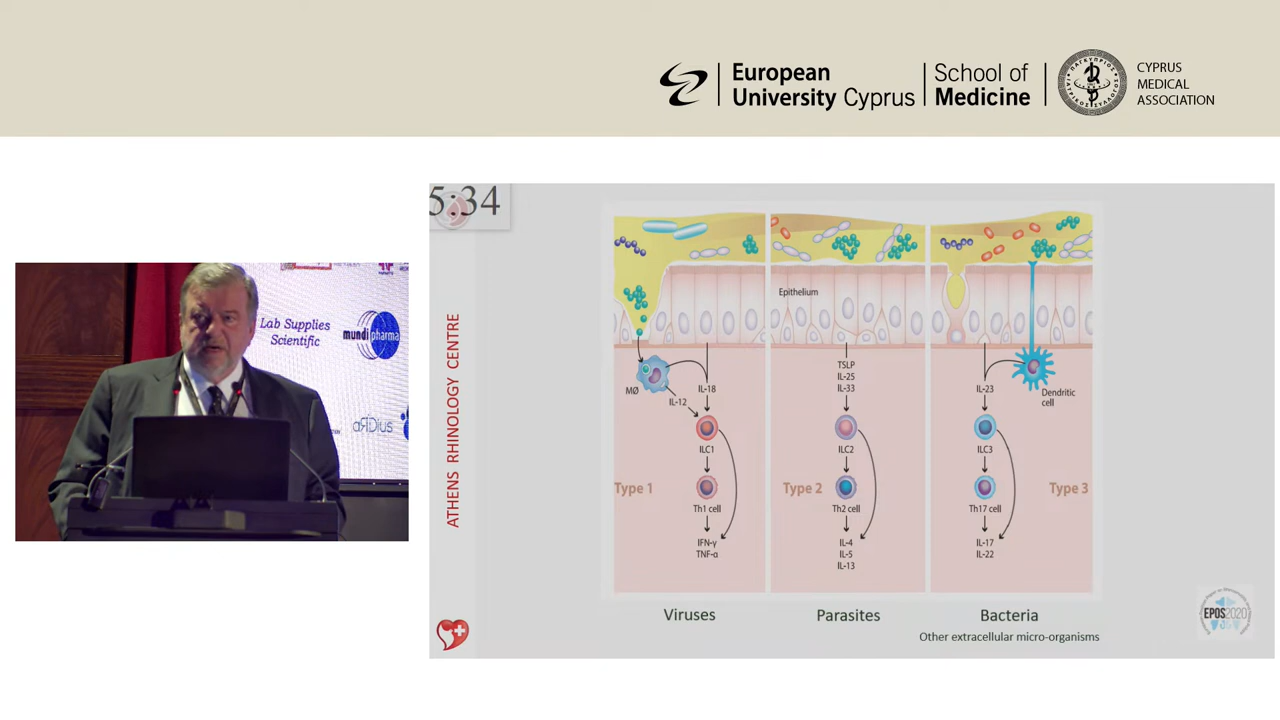 European
University Cyprus
School of
Medicine
CYPRUS
MEDICAL
ASSOCIATION
5:34
Lab Supplies
Scientific
mundipharma
ATHENS RHINOLOGY CENTRE
Epithelium
MØ
IL-18
IL-12
ILC1
Type 1
Th1 cell
IFN-γ
TNF-α
TSLP
IL-25
IL-33
ILC2
Type 2
Th2 cell
IL-4
IL-5
IL-13
IL-23
Dendritic
cell
ILC3
Type 3
Th17 cell
IL-17
IL-22
Viruses
Parasites
Bacteria
Other extracellular micro-organisms
EPOS2020